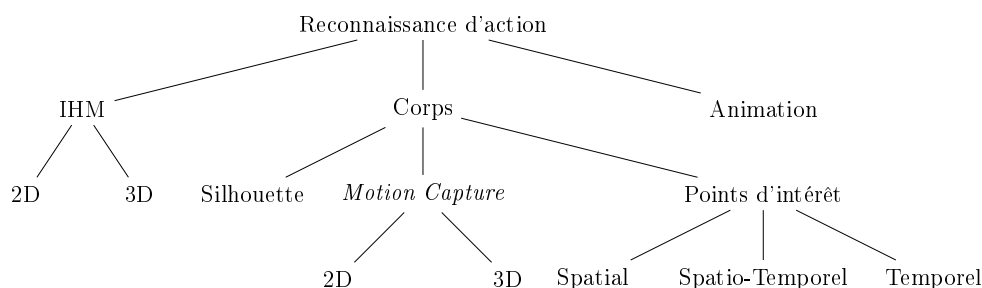 Reconnaissance d'action
IHM Corps Animation
2D 3D Silhouette Motion Capture Points d'intérêt
2D 3D Spatial Spatio-Temporel Temporel